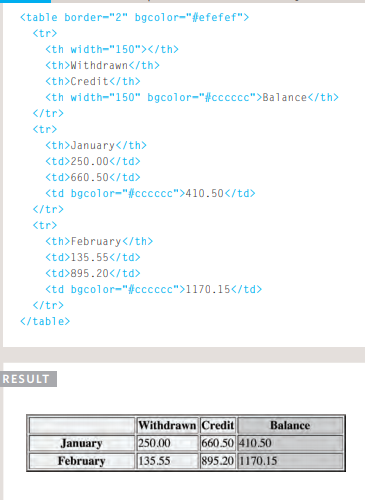 <table border="2" bgcolor="#efefef">
<tr>
<th width="150"></th>
<th>Withdrawn</th>
<th>Credit</th>
<th width="150" bgcolor="#cccccc">Balance</th>
</tr>
<tr>
<th>January</th>
<td>250.00</td>
<td>660.50</td>
<td bgcolor="#cccccc">410.50</td>
</tr>
<tr>
<th>February</th>
<td>135.55</td>
<td>895.20</td>
<td bgcolor="#cccccc">1170.15</td>
</tr>
</table>
RESULT
Withdrawn Credit Balance
January 250.00 660.50 410.50
February 135.55 895.20 1170.15